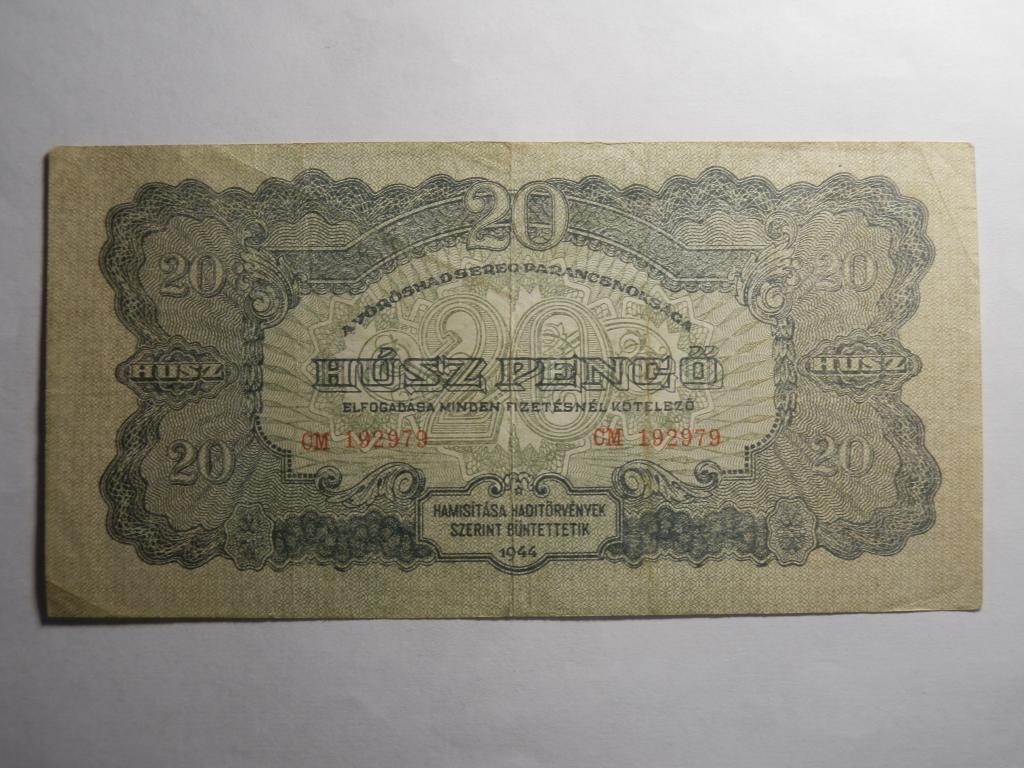 20
20 20
A VÖRÖSHADSEREG PARANCSNOKSÁGA
20
HÚSZ HÚSZ PENGŐ HÚSZ
ELFOGADÁSA MINDEN FIZETÉSNÉL KÖTELEZŐ
CM 192979 CM 192979
20 20
HAMISÍTÁSA HADITÖRVÉNYEK
SZERINT BÜNTETTETIK
1944